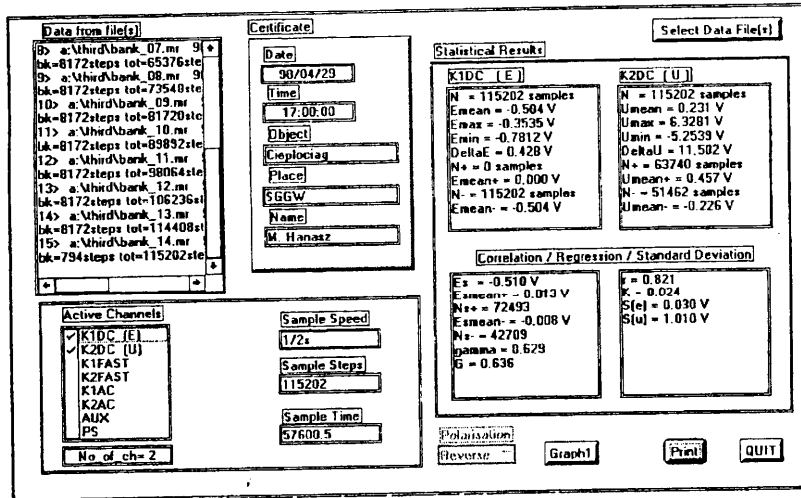 Data from file(s)
8> a:\third\bank_07.mr 9
bk=8172steps tot=65376ste
9> a:\third\bank_08.mr 9
bk=8172steps tot=73548ste
10> a:\third\bank_09.mr
bk=8172steps tot=81720stc
11> a:\third\bank_10.mr
bk=8172steps tot=89892ste
12> a:\third\bank_11.mr
bk=8172steps tot=98064ste
13> a:\third\bank_12.mr
bk=8172steps tot=106236st
14> a:\third\bank_13.mr
bk=8172steps tot=114408st
15> a:\third\bank_14.mr
bk=794steps tot=115202ste
Certificate
Date
98/04/29
Time
17:00:00
Object
Cieplociag
Place
SGGW
Name
M. Hanasz
Select Data File(s)
Statistical Results
K1DC (E)
N = 115202 samples
Emean = -0.504 V
Emax = -0.3535 V
Emin = -0.7812 V
DeltaE = 0.428 V
N+ = 0 samples
Emean+ = 0.000 V
N- = 115202 samples
Emean- = -0.504 V
K2DC (U)
N = 115202 samples
Umean = 0.231 V
Umax = 6.3281 V
Umin = -5.2539
DeltaU = 11.502 V
N+ = 63740 samples
Umean+ = 0.457 V
N- = 51462 samples
Umean- = -0.226 V
Correlation / Regression / Standard Deviation
Es = -0.510 V
Esmean+ = 0.013 V
Ns+ = 72493
Esmean- = -0.008 V
Ns- = 42709
gamma = 0.629
G = 0.636
r = 0.821
K = 0.024
S(e) = 0.030 V
S(u) = 1.010 V
Active Channels
K1DC (E)
K2DC (U)
K1FAST
K2FAST
K1AC
K2AC
AUX
PS
No_of_ch= 2
Sample Speed
1/2s
Sample Steps
115202
Sample Time
57600.5
Polarisation
Reverse
Graph1
Print
QUIT